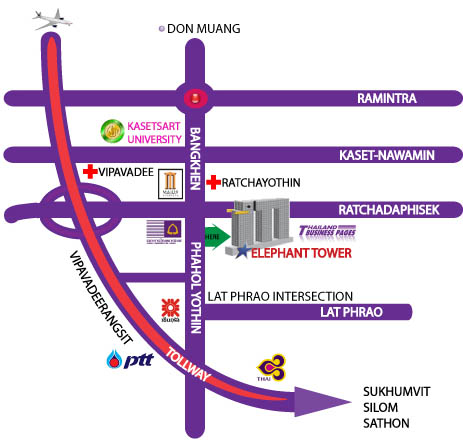 DON MUANG
RAMINTRA
KASETSART
UNIVERSITY
BANGKHEN
KASET-NAWAMIN
VIPAVADEE
RATCHAYOTHIN
RATCHADAPHISEK
HERE
THAILAND
BUSINESS PAGES
ELEPHANT TOWER
PHAHOL YOTHIN
VIPAVADEERANGSIT
LAT PHRAO INTERSECTION
LAT PHRAO
TOLLWAY
ptt
THAI
SUKHUMVIT
SILOM
SATHON